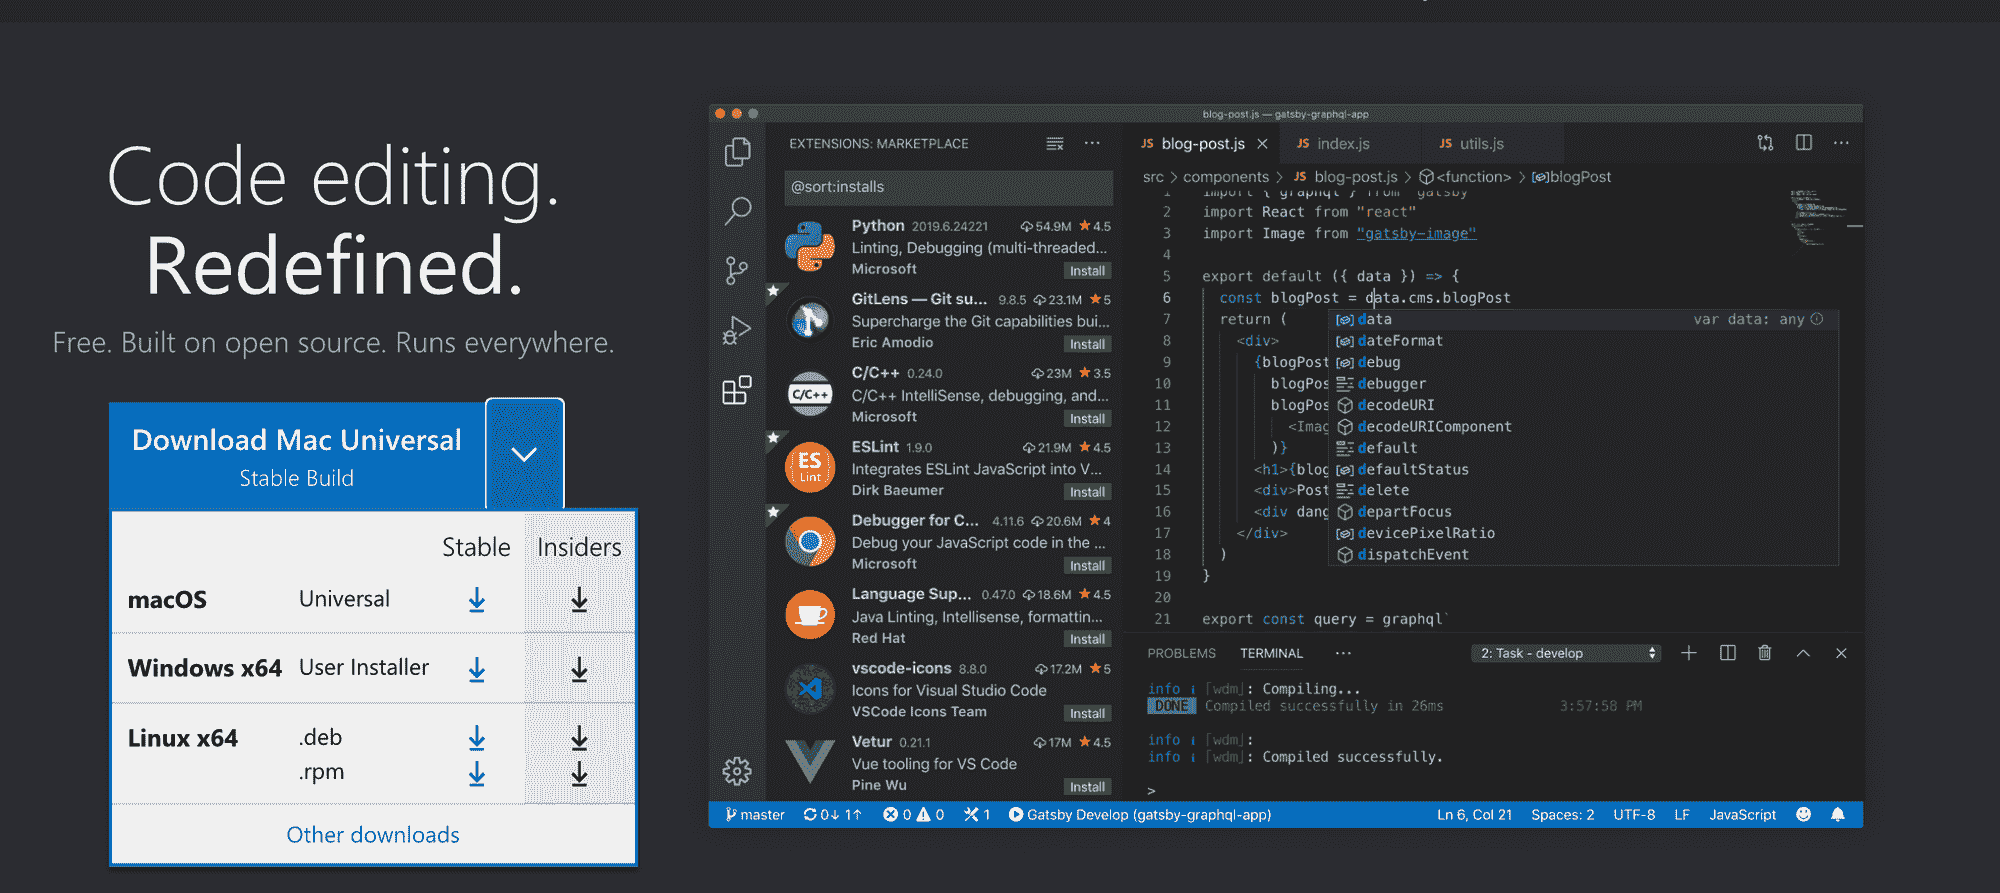 Code editing.
Redefined.
Free. Built on open source. Runs everywhere.
Download Mac Universal
Stable Build
Stable Insiders
macOS Universal
Windows x64 User Installer
Linux x64 .deb
.rpm
Other downloads
blog-post.js — gatsby-graphql-app
EXTENSIONS: MARKETPLACE
@sort:installs
Python 2019.6.24221 54.9M 4.5
Linting, Debugging (multi-threaded...
Microsoft Install
GitLens — Git su... 9.8.5 23.1M 5
Supercharge the Git capabilities bui...
Eric Amodio Install
C/C++
C/C++ 0.24.0 23M 3.5
C/C++ IntelliSense, debugging, and...
Microsoft Install
ES
Lint
ESLint 1.9.0 21.9M 4.5
Integrates ESLint JavaScript into V...
Dirk Baeumer Install
Debugger for C... 4.11.6 20.6M 4
Debug your JavaScript code in the ...
Microsoft Install
Language Sup... 0.47.0 18.6M 4.5
Java Linting, Intellisense, formattin...
Red Hat Install
vscode-icons 8.8.0 17.2M 5
Icons for Visual Studio Code
VSCode Icons Team Install
Vetur 0.21.1 17M 4.5
Vue tooling for VS Code
Pine Wu Install
JS blog-post.js JS index.js JS utils.js
src > components > JS blog-post.js > <function> > blogPost
1 import { graphql } from "gatsby"
2 import React from "react"
3 import Image from "gatsby-image"
4
5 export default ({ data }) => {
6 const blogPost = data.cms.blogPost
7 return (
8 <div>
9 {blogPost
10 blogPos
11 blogPos
12 <Imag
13 )}
14 <h1>{blog
15 <div>Post
16 <div dang
17 </div>
18 )
19 }
20
21 export const query = graphql`
data var data: any
dateFormat
debug
debugger
decodeURI
decodeURIComponent
default
defaultStatus
delete
departFocus
devicePixelRatio
dispatchEvent
PROBLEMS TERMINAL ... 2: Task - develop
info i ｢wdm｣: Compiling...
DONE Compiled successfully in 26ms 3:57:58 PM
info i ｢wdm｣:
info i ｢wdm｣: Compiled successfully.
>
master 0↓ 1↑ 0 0 1 Gatsby Develop (gatsby-graphql-app) Ln 6, Col 21 Spaces: 2 UTF-8 LF JavaScript